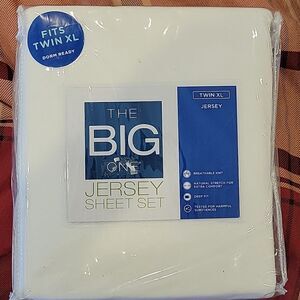 FITS
TWIN XL
DORM READY
THE
BIG
ONE
JERSEY
SHEET SET
TWIN XL
JERSEY
BREATHABLE KNIT
NATURAL STRETCH FOR
EXTRA COMFORT
DEEP FIT
TESTED FOR HARMFUL
SUBSTANCES